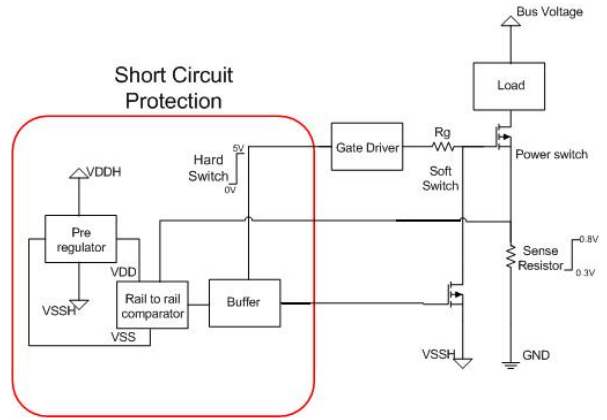 Bus Voltage
Short Circuit
Protection
Load
5V
Hard
Switch
0V
Gate Driver
Rg
Power switch
Soft
Switch
VDDH
Pre
regulator
VDD
VSSH
Rail to rail
comparator
VSS
Buffer
0.8V
Sense
Resistor
0.3V
VSSH
GND